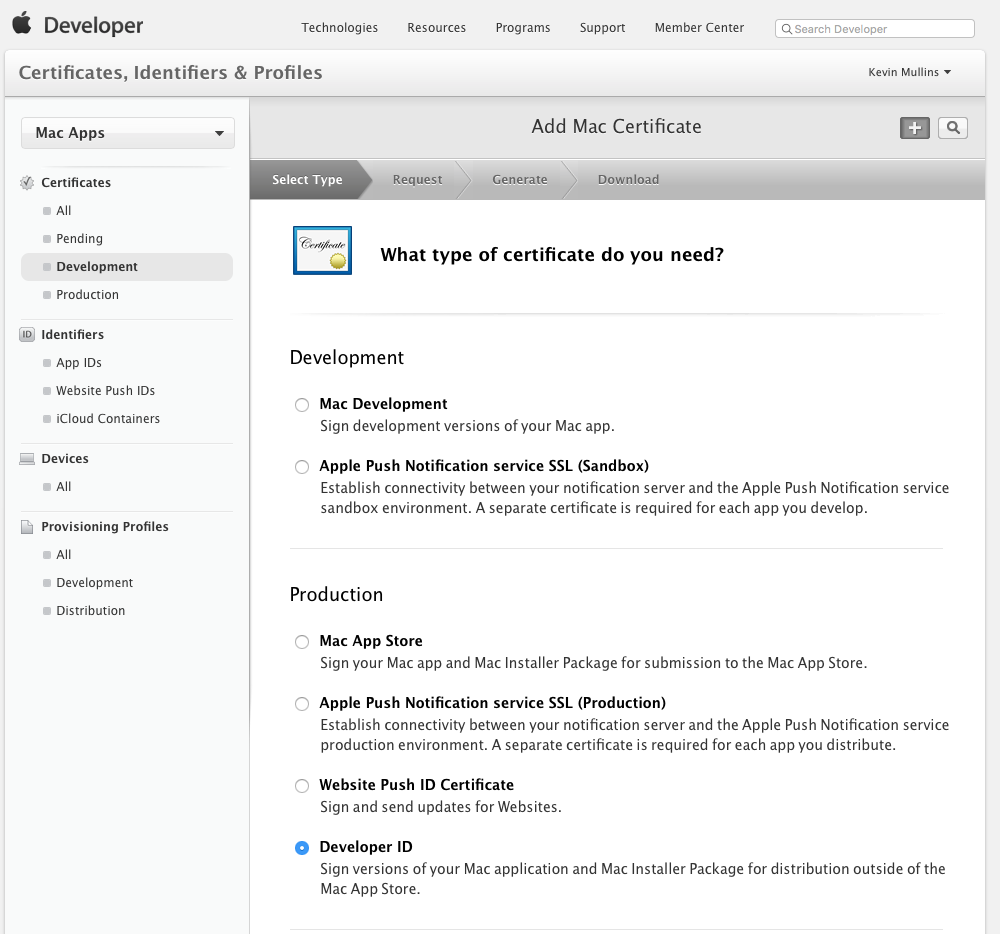 Developer
Technologies Resources Programs Support Member Center Search Developer
Certificates, Identifiers & Profiles
Kevin Mullins
Mac Apps
Certificates
All
Pending
Development
Production
ID Identifiers
App IDs
Website Push IDs
iCloud Containers
Devices
All
Provisioning Profiles
All
Development
Distribution
Add Mac Certificate
Select Type Request Generate Download
Certificate
What type of certificate do you need?
Development
Mac Development
Sign development versions of your Mac app.
Apple Push Notification service SSL (Sandbox)
Establish connectivity between your notification server and the Apple Push Notification service
sandbox environment. A separate certificate is required for each app you develop.
Production
Mac App Store
Sign your Mac app and Mac Installer Package for submission to the Mac App Store.
Apple Push Notification service SSL (Production)
Establish connectivity between your notification server and the Apple Push Notification service
production environment. A separate certificate is required for each app you distribute.
Website Push ID Certificate
Sign and send updates for Websites.
Developer ID
Sign versions of your Mac application and Mac Installer Package for distribution outside of the
Mac App Store.